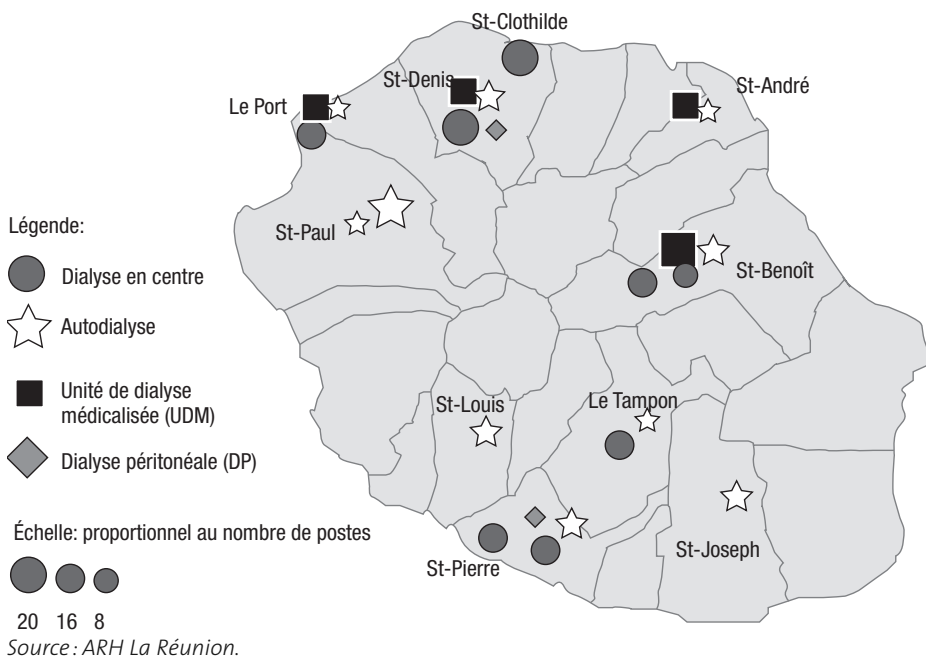 St-Clothilde
St-Denis
St-André
Le Port
St-Paul
St-Benoît
St-Louis
Le Tampon
St-Pierre
St-Joseph
Légende:
Dialyse en centre
Autodialyse
Unité de dialyse
médicalisée (UDM)
Dialyse péritonéale (DP)
Échelle: proportionnel au nombre de postes
20 16 8
Source : ARH La Réunion.